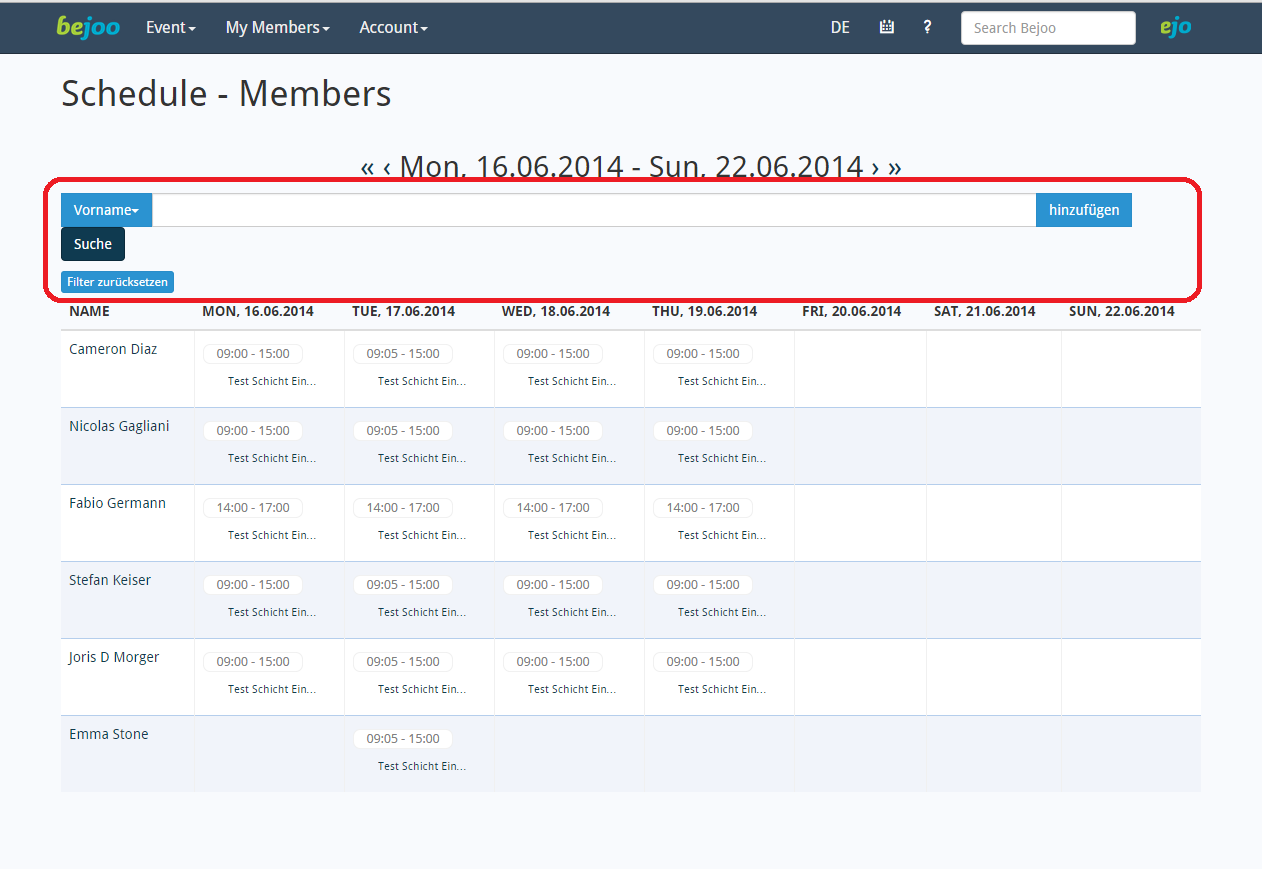 bejoo Event My Members Account DE ? Search Bejoo ejo
Schedule - Members
« ‹ Mon, 16.06.2014 - Sun, 22.06.2014 › »
Vorname hinzufügen
Suche
Filter zurücksetzen
NAME MON, 16.06.2014 TUE, 17.06.2014 WED, 18.06.2014 THU, 19.06.2014 FRI, 20.06.2014 SAT, 21.06.2014 SUN, 22.06.2014
Cameron Diaz 09:00 - 15:00 09:05 - 15:00 09:00 - 15:00 09:00 - 15:00
Test Schicht Ein... Test Schicht Ein... Test Schicht Ein... Test Schicht Ein...
Nicolas Gagliani 09:00 - 15:00 09:05 - 15:00 09:00 - 15:00 09:00 - 15:00
Test Schicht Ein... Test Schicht Ein... Test Schicht Ein... Test Schicht Ein...
Fabio Germann 14:00 - 17:00 14:00 - 17:00 14:00 - 17:00 14:00 - 17:00
Test Schicht Ein... Test Schicht Ein... Test Schicht Ein... Test Schicht Ein...
Stefan Keiser 09:00 - 15:00 09:05 - 15:00 09:00 - 15:00 09:00 - 15:00
Test Schicht Ein... Test Schicht Ein... Test Schicht Ein... Test Schicht Ein...
Joris D Morger 09:00 - 15:00 09:05 - 15:00 09:00 - 15:00 09:00 - 15:00
Test Schicht Ein... Test Schicht Ein... Test Schicht Ein... Test Schicht Ein...
Emma Stone 09:05 - 15:00
Test Schicht Ein...